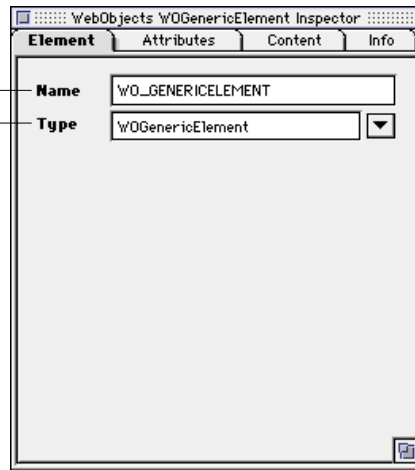 WebObjects WOGenericElement Inspector
Element Attributes Content Info
Name WO_GENERICELEMENT
Type WOGenericElement